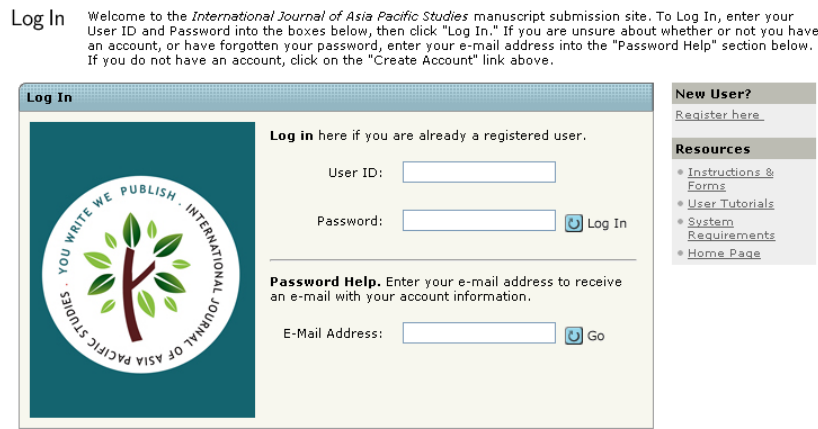 Log In
Welcome to the International Journal of Asia Pacific Studies manuscript submission site. To Log In, enter your
User ID and Password into the boxes below, then click "Log In." If you are unsure about whether or not you have
an account, or have forgotten your password, enter your e-mail address into the "Password Help" section below.
If you do not have an account, click on the "Create Account" link above.
Log In
YOU WRITE WE PUBLISH . INTERNATIONAL JOURNAL OF ASIA PACIFIC STUDIES .
Log in here if you are already a registered user.
User ID:
Password:
Log In
Password Help. Enter your e-mail address to receive
an e-mail with your account information.
E-Mail Address:
Go
New User?
Register here
Resources
Instructions &
Forms
User Tutorials
System
Requirements
Home Page